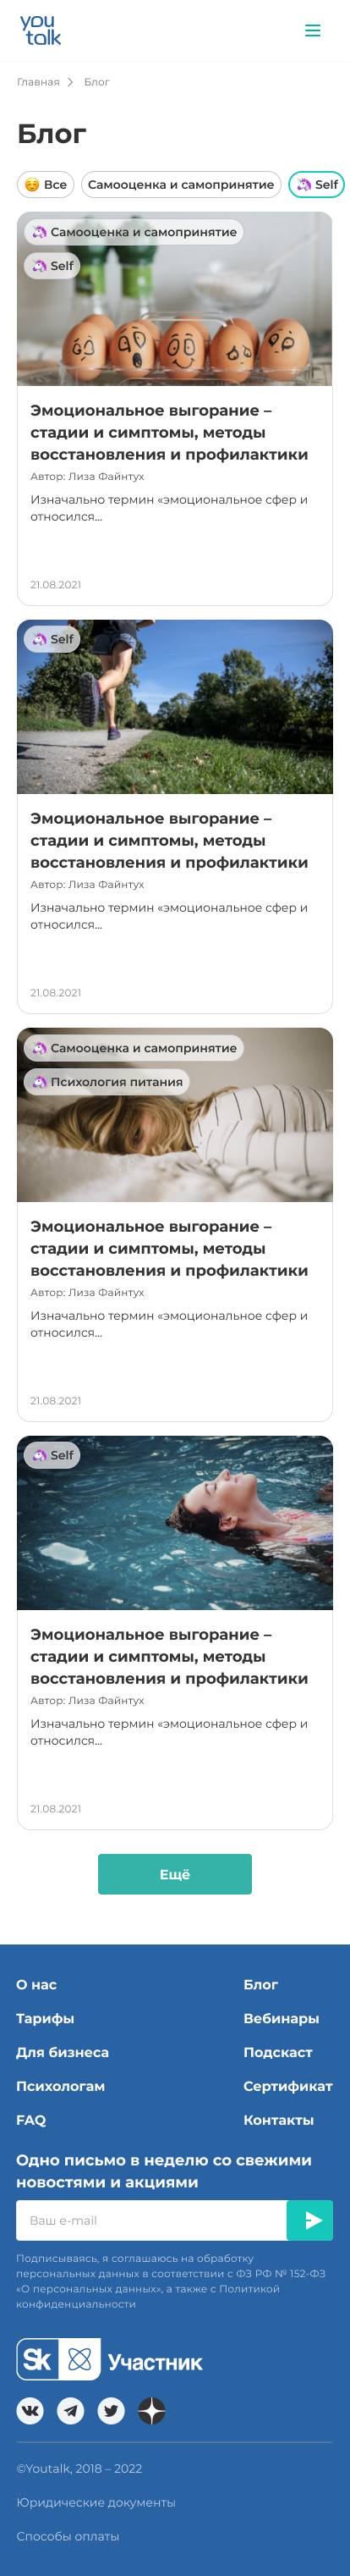 you
talk
Главная
Блог
Блог
Все
Самооценка и самопринятие
Self
Самооценка и самопринятие
Self
Эмоциональное выгорание –
стадии и симптомы, методы
восстановления и профилактики
Автор: Лиза Файнтух
Изначально термин «эмоциональное сфер и
относился...
21.08.2021
Self
Эмоциональное выгорание –
стадии и симптомы, методы
восстановления и профилактики
Автор: Лиза Файнтух
Изначально термин «эмоциональное сфер и
относился...
21.08.2021
Самооценка и самопринятие
Психология питания
Эмоциональное выгорание –
стадии и симптомы, методы
восстановления и профилактики
Автор: Лиза Файнтух
Изначально термин «эмоциональное сфер и
относился...
21.08.2021
Self
Эмоциональное выгорание –
стадии и симптомы, методы
восстановления и профилактики
Автор: Лиза Файнтух
Изначально термин «эмоциональное сфер и
относился...
21.08.2021
Ещё
О нас
Блог
Тарифы
Вебинары
Для бизнеса
Подскаст
Психологам
Сертификат
FAQ
Контакты
Одно письмо в неделю со свежими
новостями и акциями
Ваш e-mail
Подписываясь, я соглашаюсь на обработку
персональных данных в соответствии с ФЗ РФ № 152-ФЗ
«О персональных данных», а также с Политикой
конфиденциальности
Sk Участник
©Youtalk, 2018 – 2022
Юридические документы
Способы оплаты